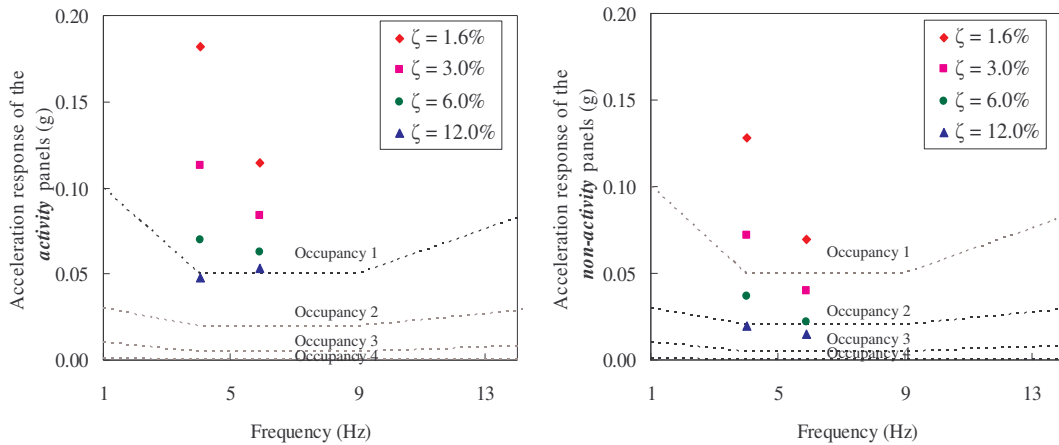 Acceleration response of the
activity panels (g)
0.20
0.15
0.10
0.05
0.00
ζ = 1.6%
ζ = 3.0%
ζ = 6.0%
ζ = 12.0%
Occupancy 1
Occupancy 2
Occupancy 3
Occupancy 4
1 5 9 13
Frequency (Hz)
Acceleration response of the
non-activity panels (g)
0.20
0.15
0.10
0.05
0.00
ζ = 1.6%
ζ = 3.0%
ζ = 6.0%
ζ = 12.0%
Occupancy 1
Occupancy 2
Occupancy 3
Occupancy 4
1 5 9 13
Frequency (Hz)